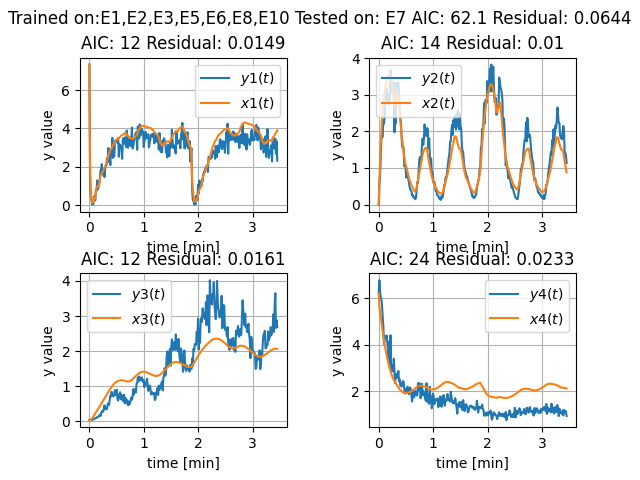 Trained on:E1,E2,E3,E5,E6,E8,E10 Tested on: E7 AIC: 62.1 Residual: 0.0644
AIC: 12 Residual: 0.0149
y value
6
4
2
0
y1(t)
x1(t)
0 1 2 3
time [min]
AIC: 14 Residual: 0.01
y value
4
3
2
1
0
y2(t)
x2(t)
0 1 2 3
time [min]
AIC: 12 Residual: 0.0161
y value
4
3
2
1
0
y3(t)
x3(t)
0 1 2 3
time [min]
AIC: 24 Residual: 0.0233
y value
6
4
2
y4(t)
x4(t)
0 1 2 3
time [min]